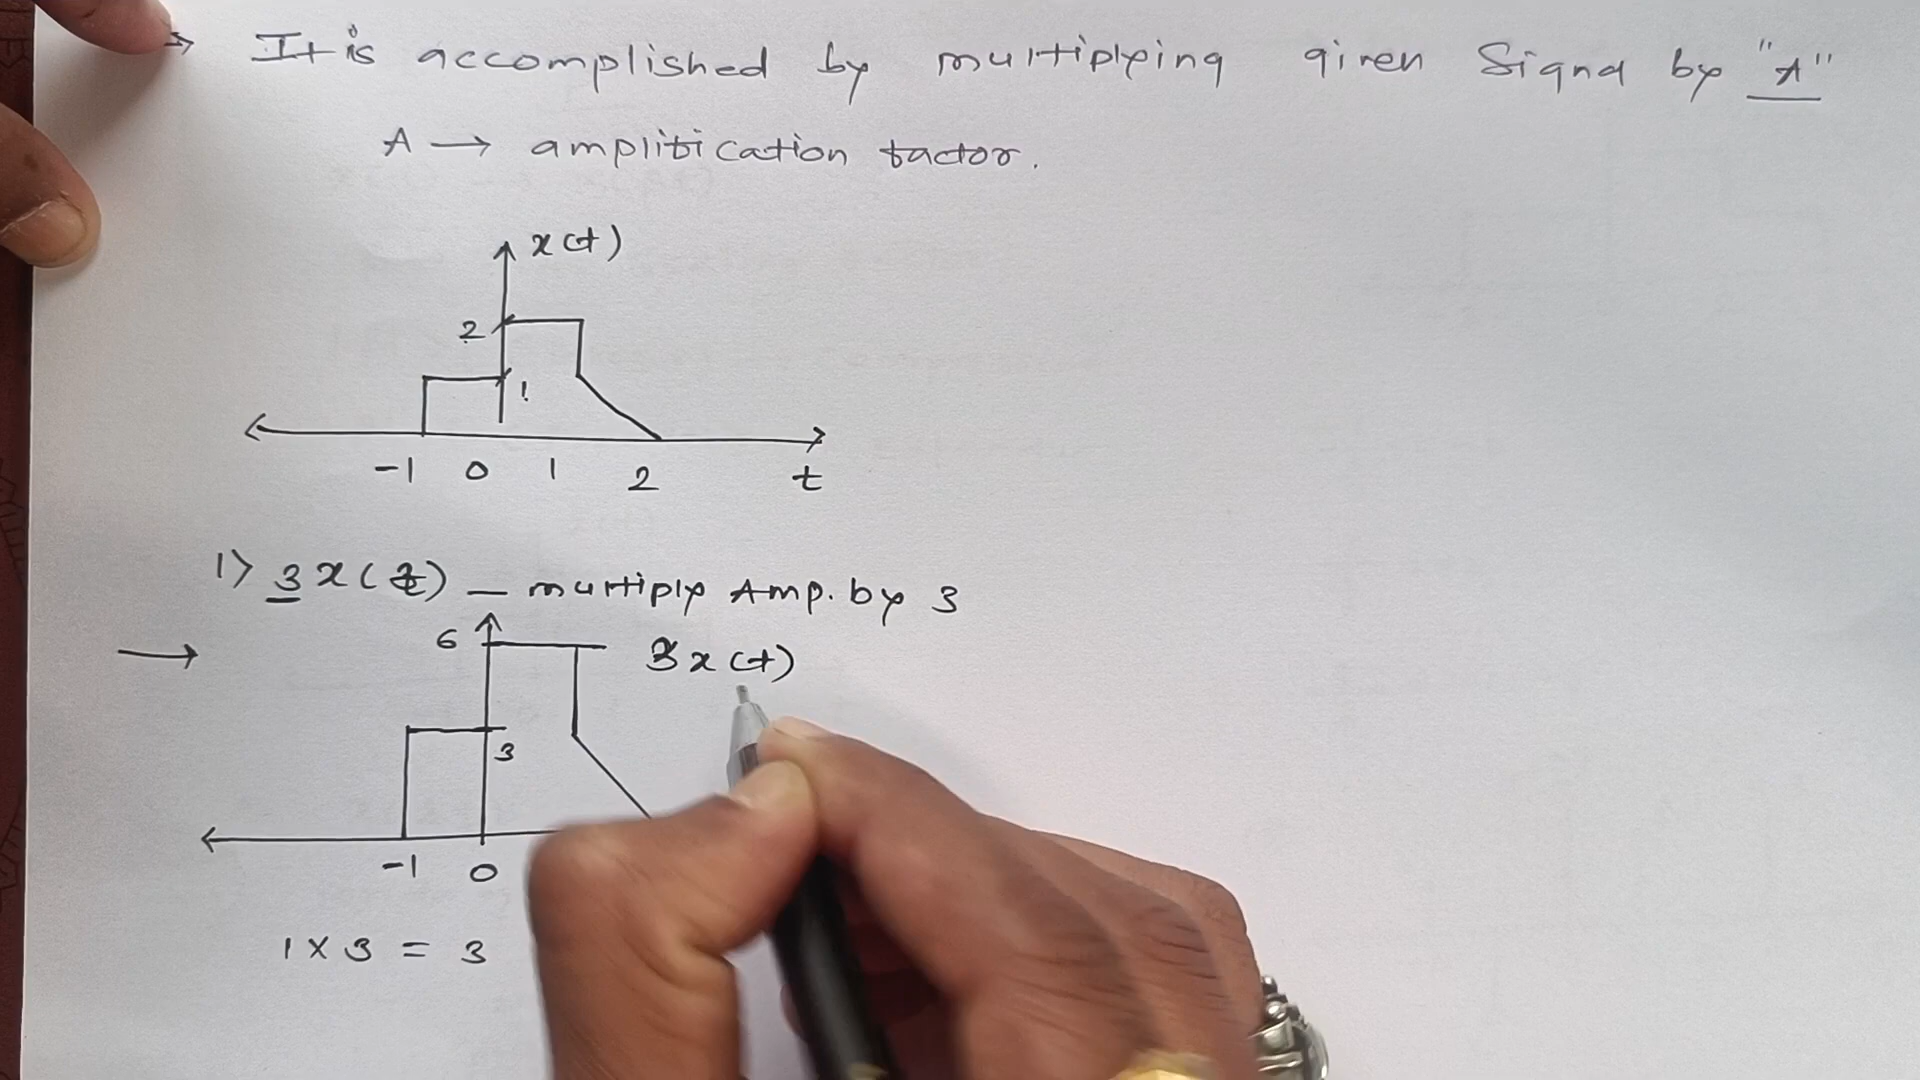 → It is accomplished by multiplying given Signal by "A"
A → amplification factor.
x(t)
2
1
-1 0 1 2 t
1) 3x(t) — multiply Amp. by 3
→ 6 3x(t)
3
-1 0
1 × 3 = 3